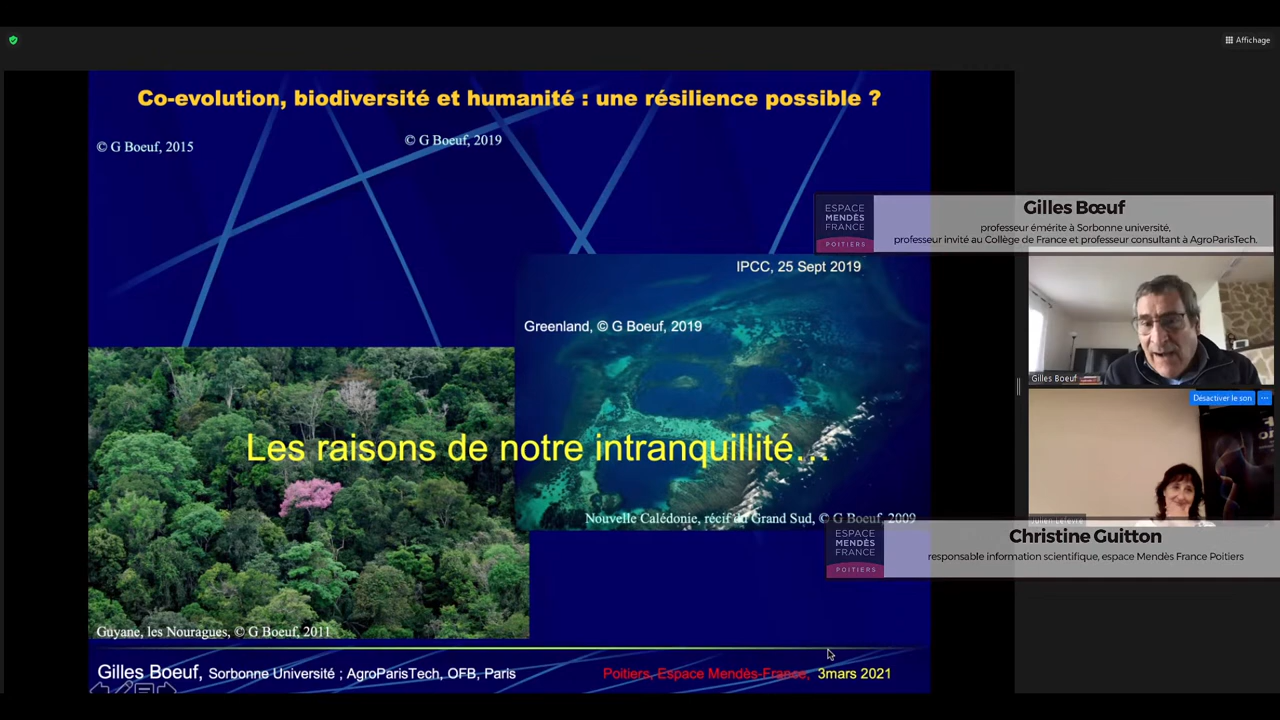 Affichage
Co-evolution, biodiversité et humanité : une résilience possible ?
© G Boeuf, 2015
© G Boeuf, 2019
IPCC, 25 Sept 2019
Greenland, © G Boeuf, 2019
Les raisons de notre intranquillité…
Nouvelle Calédonie, récif du Grand Sud, © G Boeuf, 2009
Guyane, les Nouragues, © G Boeuf, 2011
Gilles Boeuf, Sorbonne Université ; AgroParisTech, OFB, Paris
Poitiers, Espace Mendès-France, 3mars 2021
ESPACE
MENDÈS
FRANCE
POITIERS
Gilles Bœuf
professeur émérite à Sorbonne université,
professeur invité au Collège de France et professeur consultant à AgroParisTech.
Gilles Boeuf
Désactiver le son
Julien Lefevre
ESPACE
MENDÈS
FRANCE
POITIERS
Christine Guitton
responsable information scientifique, espace Mendès France Poitiers